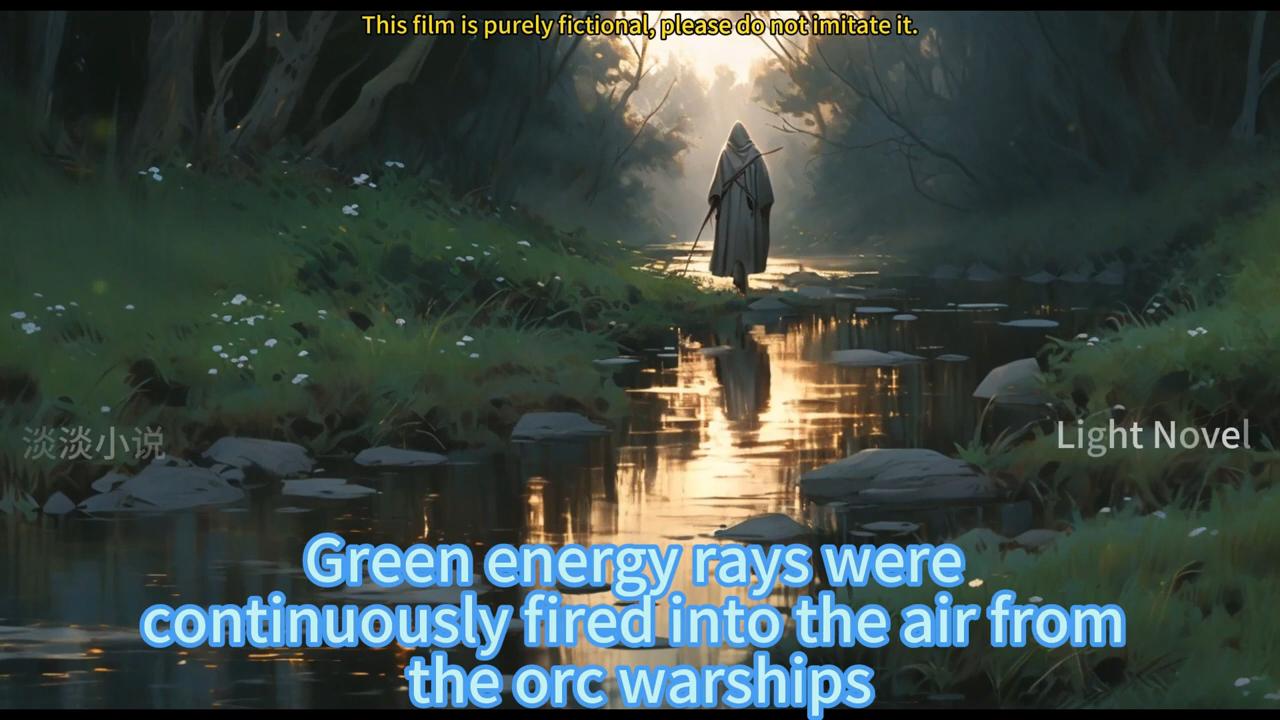 This film is purely fictional, please do not imitate it.
淡淡小说
Light Novel
Green energy rays were
continuously fired into the air from
the orc warships